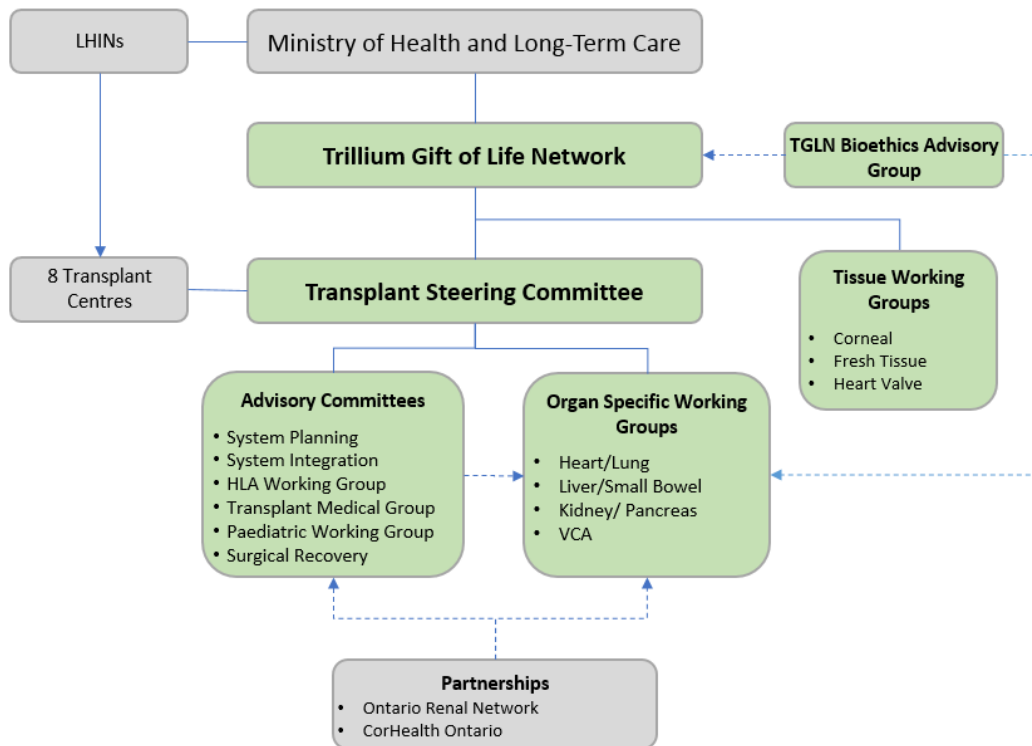 LHINs
Ministry of Health and Long-Term Care
Trillium Gift of Life Network
TGLN Bioethics Advisory
Group
8 Transplant
Centres
Transplant Steering Committee
Tissue Working
Groups
• Corneal
• Fresh Tissue
• Heart Valve
Advisory Committees
• System Planning
• System Integration
• HLA Working Group
• Transplant Medical Group
• Paediatric Working Group
• Surgical Recovery
Organ Specific Working
Groups
• Heart/Lung
• Liver/Small Bowel
• Kidney/ Pancreas
• VCA
Partnerships
• Ontario Renal Network
• CorHealth Ontario